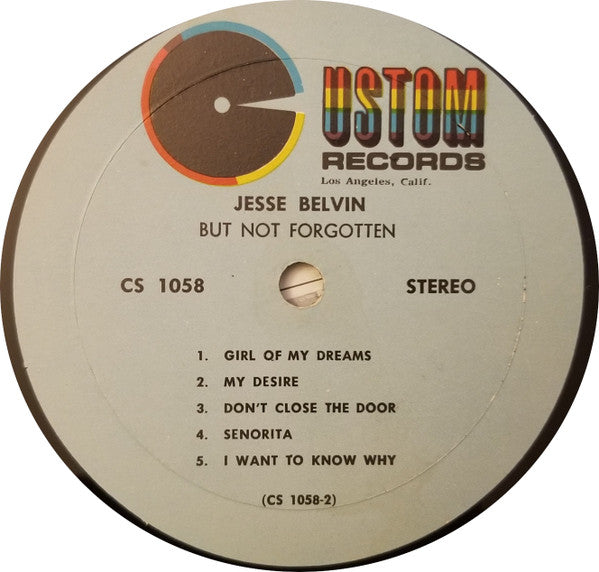 CUSTOM
RECORDS
Los Angeles, Calif.
JESSE BELVIN
BUT NOT FORGOTTEN
CS 1058
STEREO
1. GIRL OF MY DREAMS
2. MY DESIRE
3. DON'T CLOSE THE DOOR
4. SENORITA
5. I WANT TO KNOW WHY
(CS 1058-2)